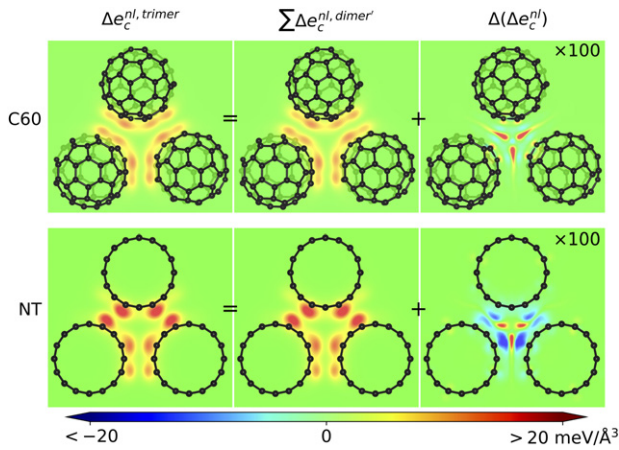 Δe_c^{nl,trimer} ∑Δe_c^{nl,dimer'} Δ(Δe_c^{nl})
C60 = + ×100
NT = + ×100
< −20 0 > 20 meV/Å³